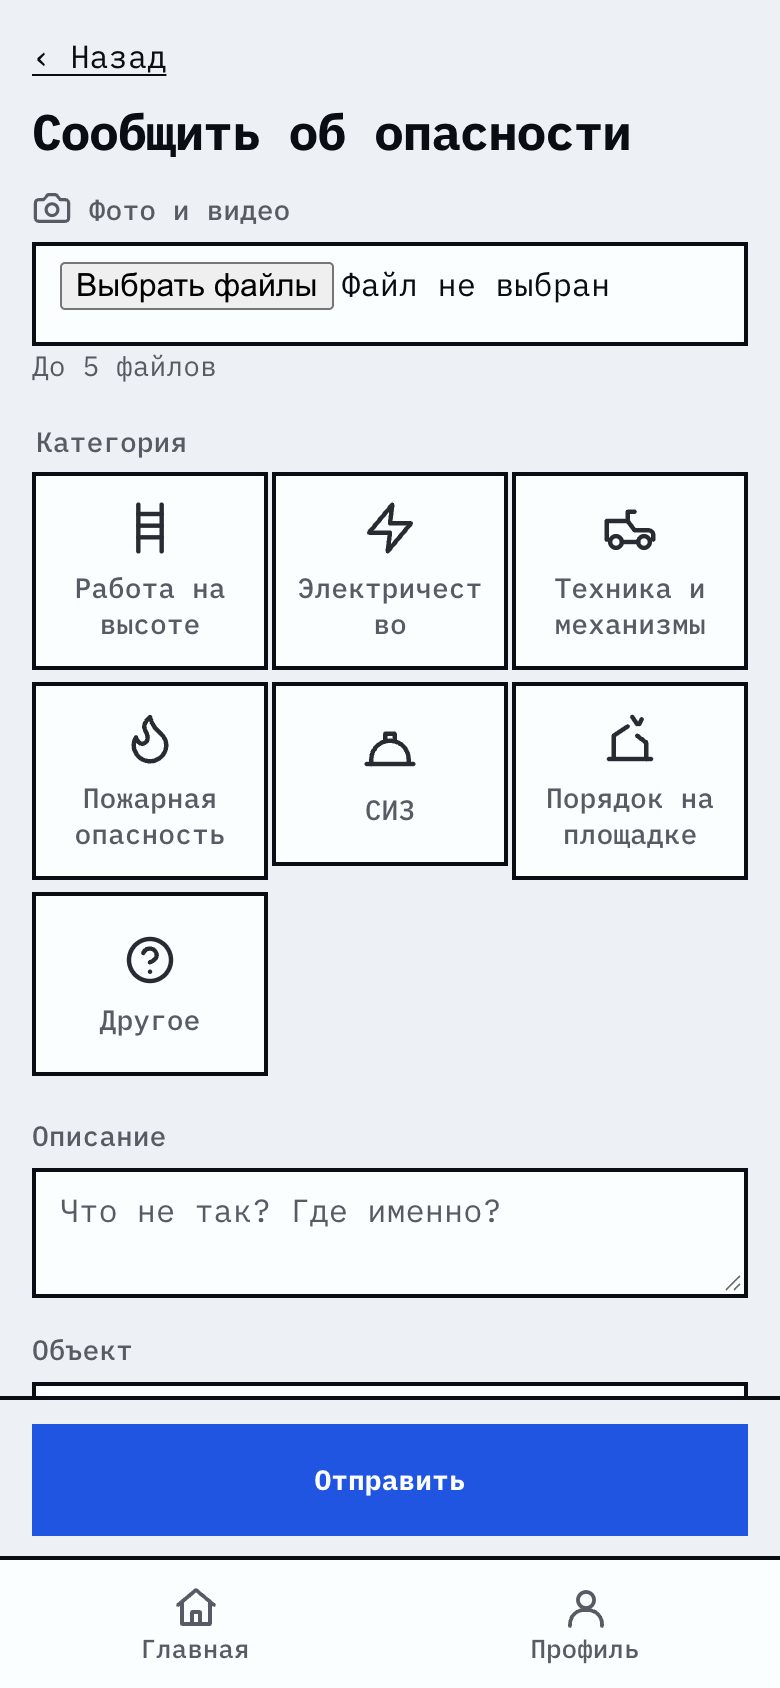 ‹ Назад
Сообщить об опасности
Фото и видео
Выбрать файлы Файл не выбран
До 5 файлов
Категория
Работа на
высоте
Электричест
во
Техника и
механизмы
Пожарная
опасность
СИЗ
Порядок на
площадке
Другое
Описание
Что не так? Где именно?
Объект
Отправить
Главная
Профиль